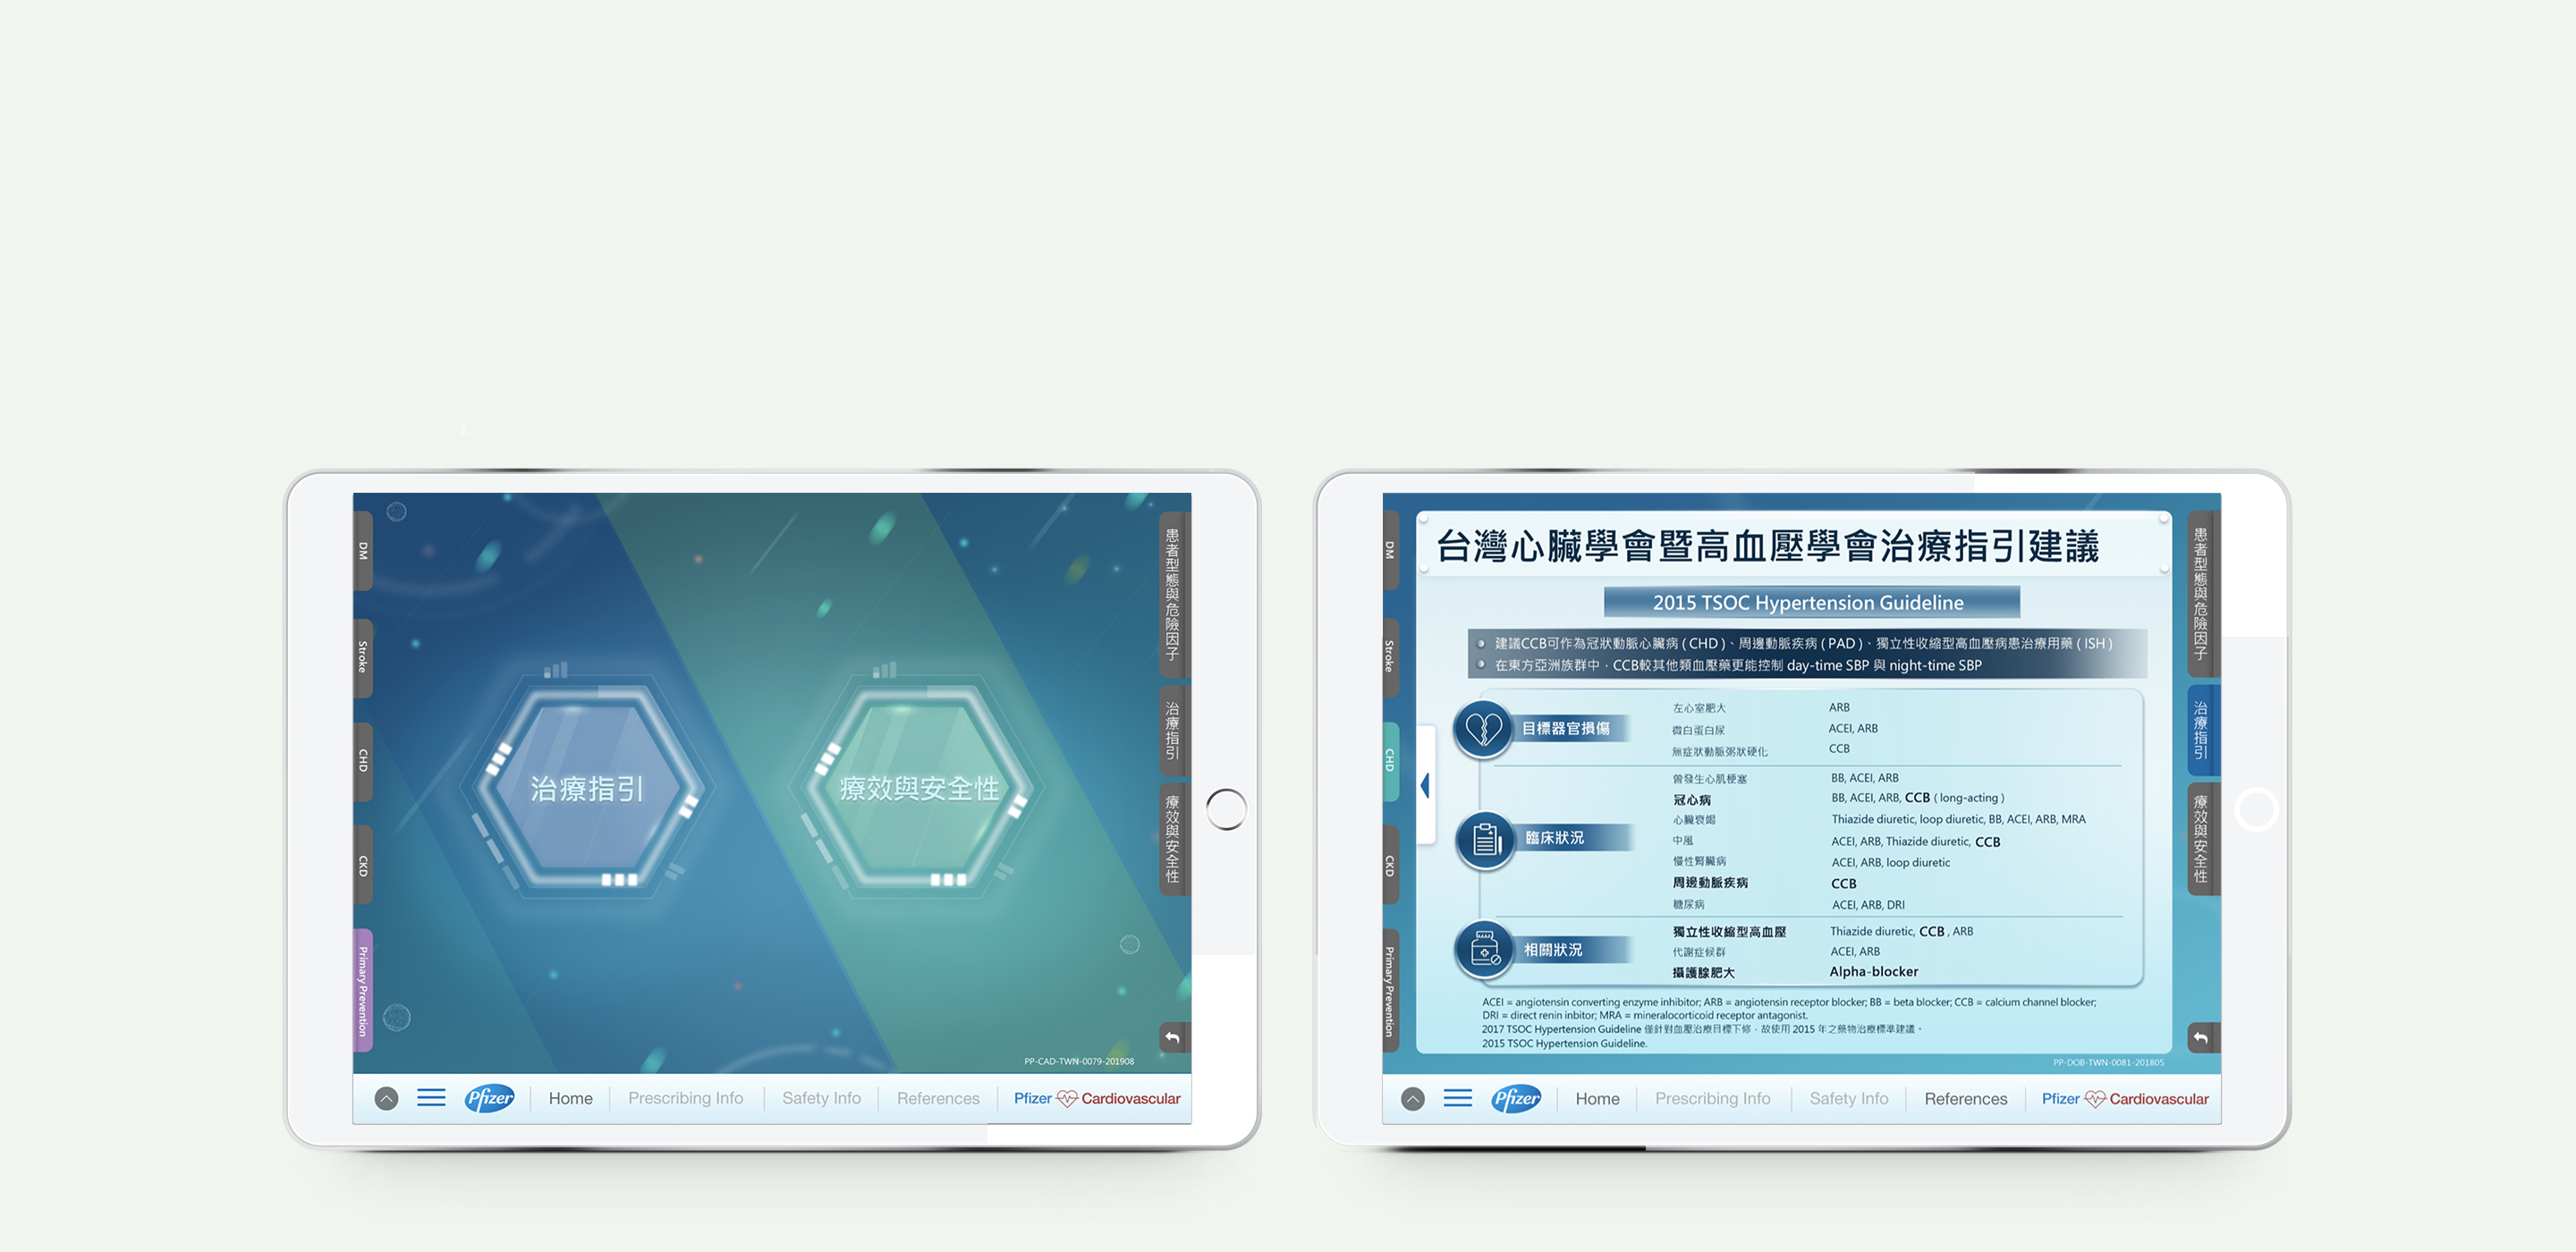 DM
Stroke
CHD
CKD
Primary Prevention
治療指引
療效與安全性
患者型態與危險因子
治療指引
療效與安全性
PP-CAD-TWN-0079-201908
Pfizer
Home
Prescribing Info
Safety Info
References
Pfizer Cardiovascular
DM
Stroke
CHD
CKD
Primary Prevention
台灣心臟學會暨高血壓學會治療指引建議
2015 TSOC Hypertension Guideline
建議CCB可作為冠狀動脈心臟病 ( CHD )、周邊動脈疾病 ( PAD )、獨立性收縮型高血壓病患治療用藥 ( ISH )
在東方亞洲族群中，CCB較其他類血壓藥更能控制 day-time SBP 與 night-time SBP
目標器官損傷
左心室肥大 ARB
微白蛋白尿 ACEI, ARB
無症狀動脈粥狀硬化 CCB
臨床狀況
曾發生心肌梗塞 BB, ACEI, ARB
冠心病 BB, ACEI, ARB, CCB ( long-acting )
心臟衰竭 Thiazide diuretic, loop diuretic, BB, ACEI, ARB, MRA
中風 ACEI, ARB, Thiazide diuretic, CCB
慢性腎臟病 ACEI, ARB, loop diuretic
周邊動脈疾病 CCB
糖尿病 ACEI, ARB, DRI
相關狀況
獨立性收縮型高血壓 Thiazide diuretic, CCB , ARB
代謝症候群 ACEI, ARB
攝護腺肥大 Alpha-blocker
ACEI = angiotensin converting enzyme inhibitor; ARB = angiotensin receptor blocker; BB = beta blocker; CCB = calcium channel blocker;
DRI = direct renin inbitor; MRA = mineralocorticoid receptor antagonist.
2017 TSOC Hypertension Guideline 僅針對血壓治療目標下修，故使用 2015 年之藥物治療標準建議。
2015 TSOC Hypertension Guideline.
患者型態與危險因子
治療指引
療效與安全性
PP-DOB-TWN-0081-201805
Pfizer
Home
Prescribing Info
Safety Info
References
Pfizer Cardiovascular